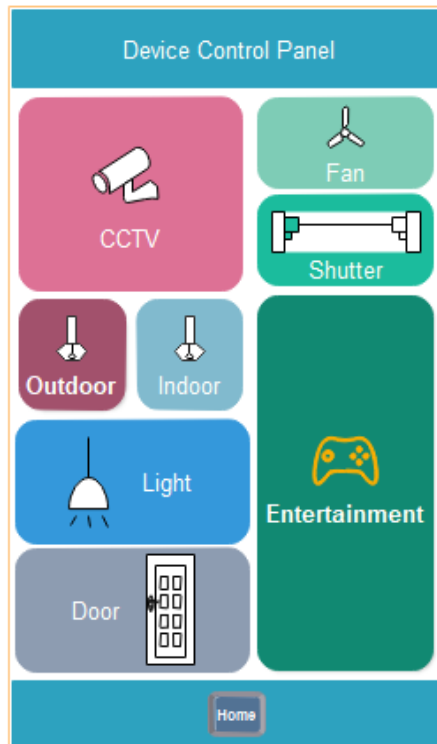 Device Control Panel
CCTV
Fan
Shutter
Outdoor
Indoor
Light
Entertainment
Door
Home